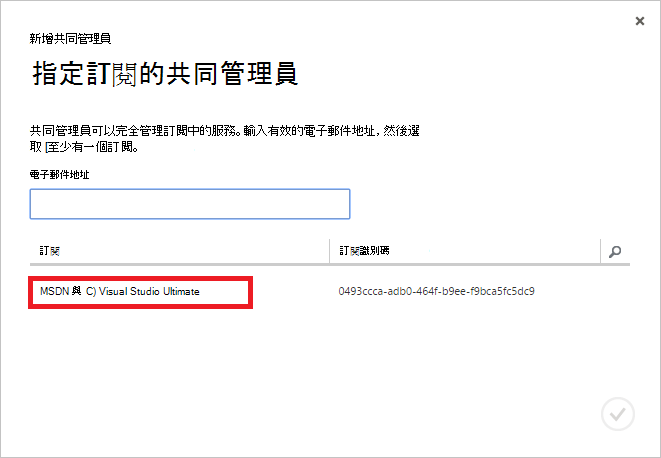 新增共同管理員
指定訂閱的共同管理員
共同管理員可以完全管理訂閱中的服務。輸入有效的電子郵件地址, 然後選
取 [至少有一個訂閱。
電子郵件地址
訂閱 訂閱識別碼
MSDN 與 C) Visual Studio Ultimate 0493ccca-adb0-464f-b9ee-f9bca5fc5dc9